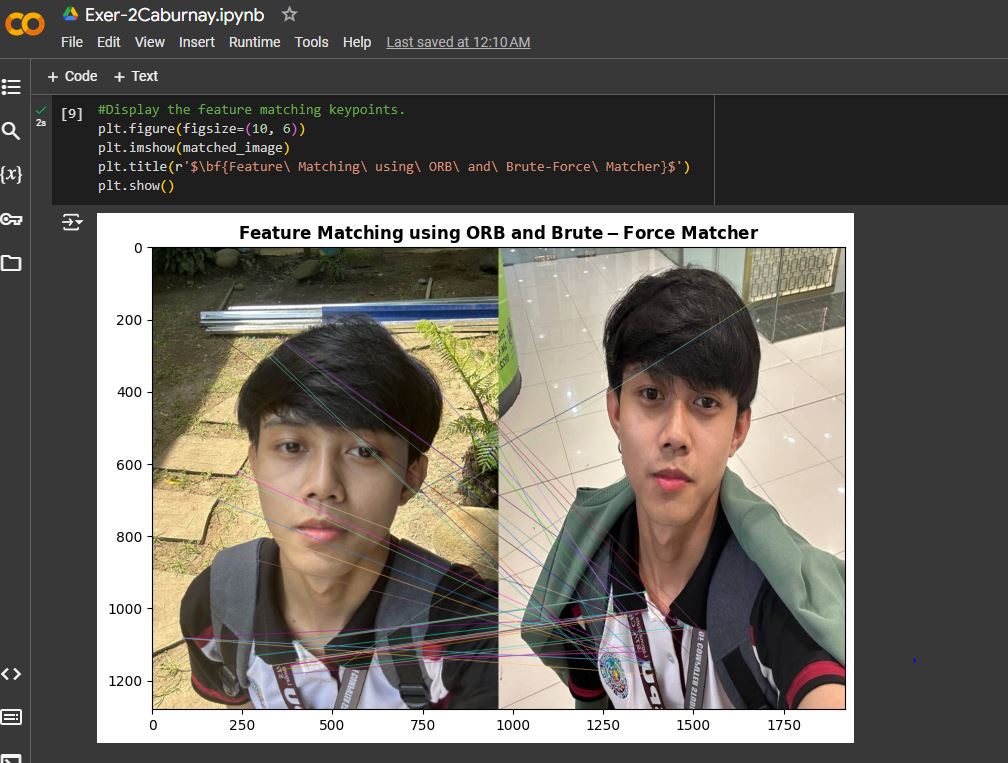 Exer-2Caburnay.ipynb
File Edit View Insert Runtime Tools Help Last saved at 12:10 AM
+ Code + Text
[9]
2s
#Display the feature matching keypoints.
plt.figure(figsize=(10, 6))
plt.imshow(matched_image)
plt.title(r'$\bf{Feature\ Matching\ using\ ORB\ and\ Brute-Force\ Matcher}$')
plt.show()
{x}
Feature Matching using ORB and Brute – Force Matcher
0
200
400
600
800
1000
1200
0 250 500 750 1000 1250 1500 1750
OF COMPUTER STUD